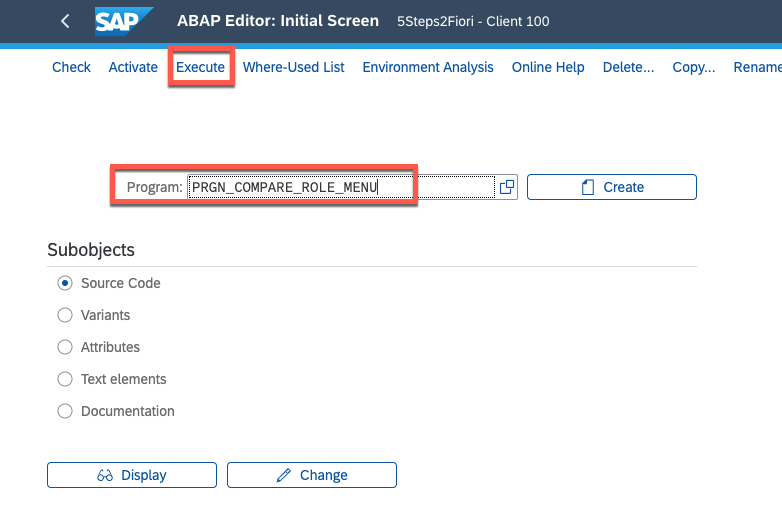 SAP ABAP Editor: Initial Screen 5Steps2Fiori - Client 100
Check Activate Execute Where-Used List Environment Analysis Online Help Delete... Copy... Rename
Program: PRGN_COMPARE_ROLE_MENU Create
Subobjects
Source Code
Variants
Attributes
Text elements
Documentation
Display Change